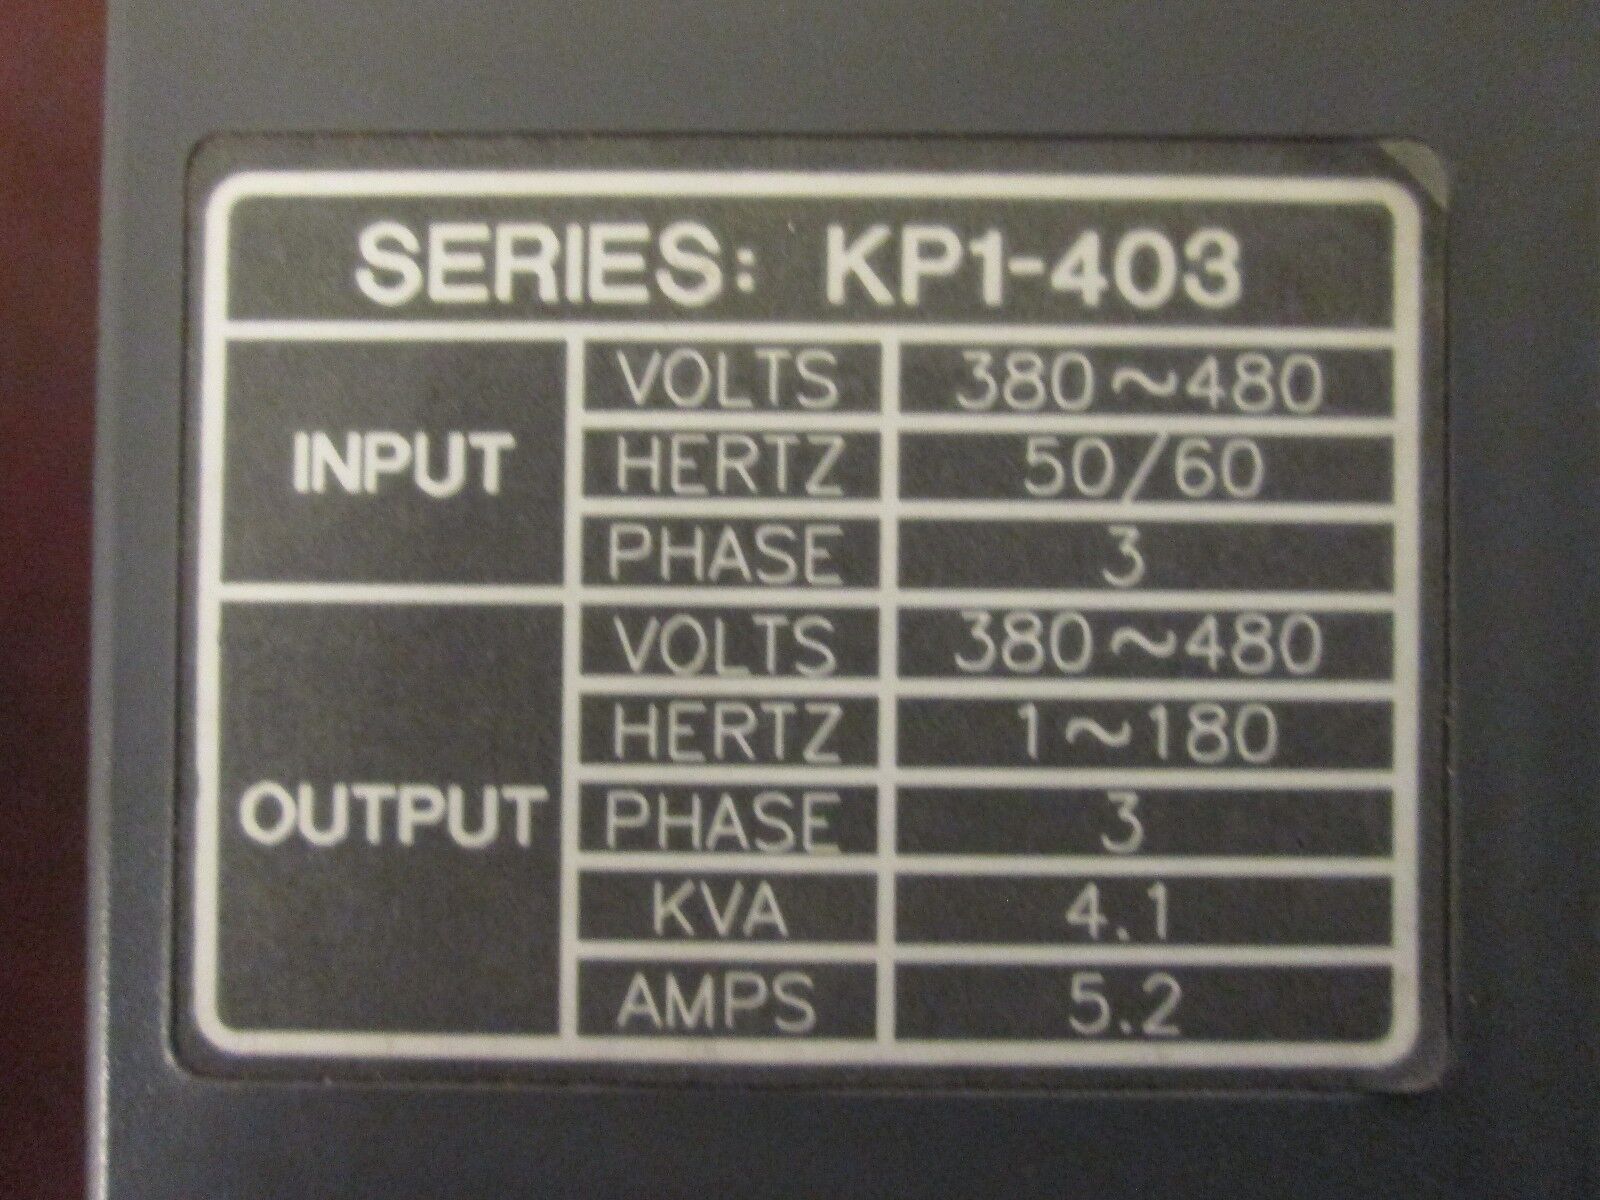 SERIES: KP1-403
INPUT
VOLTS 380~480
HERTZ 50/60
PHASE 3
OUTPUT
VOLTS 380~480
HERTZ 1~180
PHASE 3
KVA 4.1
AMPS 5.2